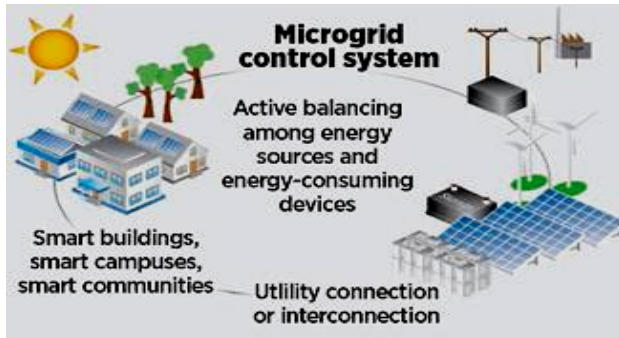 Microgrid
control system
Active balancing
among energy
sources and
energy-consuming
devices
Smart buildings,
smart campuses,
smart communities
Utlility connection
or interconnection